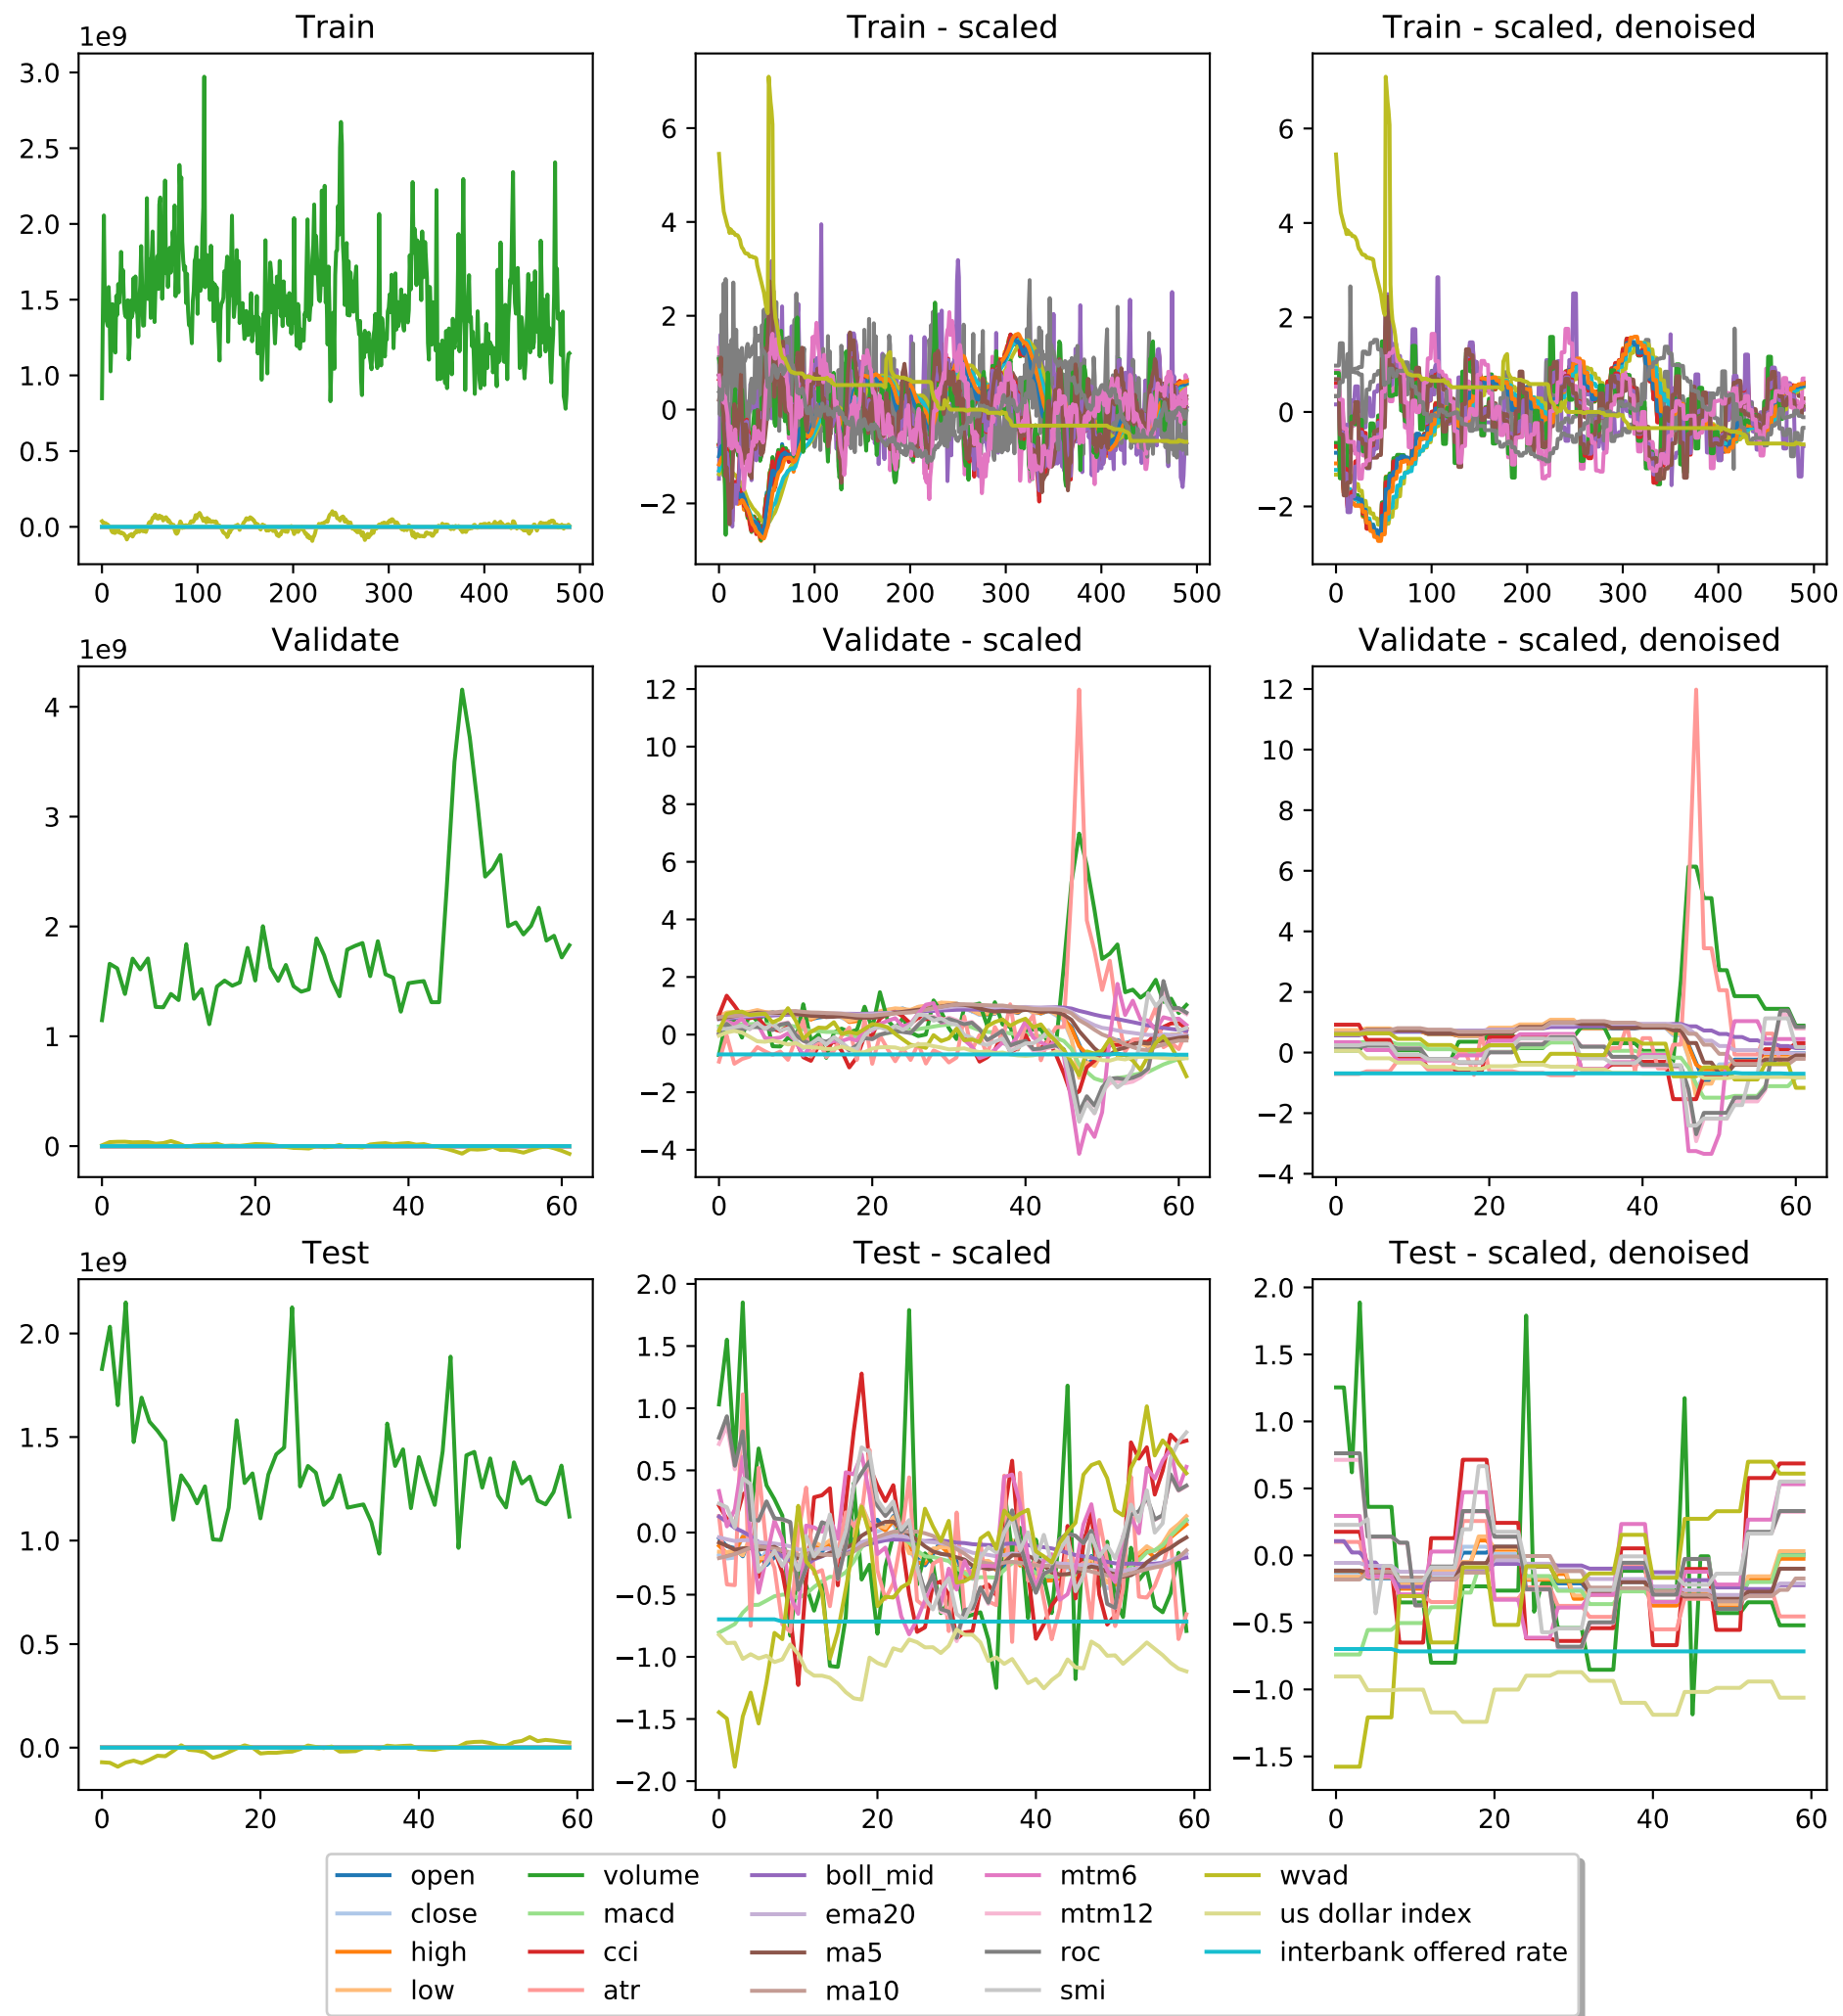 Train
Train - scaled
Train - scaled, denoised
1e9
3.0
2.5
2.0
1.5
1.0
0.5
0.0
0 100 200 300 400 500
6
4
2
0
−2
0 100 200 300 400 500
6
4
2
0
−2
0 100 200 300 400 500
Validate
Validate - scaled
Validate - scaled, denoised
1e9
4
3
2
1
0
0 20 40 60
12
10
8
6
4
2
0
−2
−4
0 20 40 60
12
10
8
6
4
2
0
−2
−4
0 20 40 60
Test
Test - scaled
Test - scaled, denoised
1e9
2.0
1.5
1.0
0.5
0.0
0 20 40 60
2.0
1.5
1.0
0.5
0.0
−0.5
−1.0
−1.5
−2.0
0 20 40 60
2.0
1.5
1.0
0.5
0.0
−0.5
−1.0
−1.5
0 20 40 60
open
close
high
low
volume
macd
cci
atr
boll_mid
ema20
ma5
ma10
mtm6
mtm12
roc
smi
wvad
us dollar index
interbank offered rate